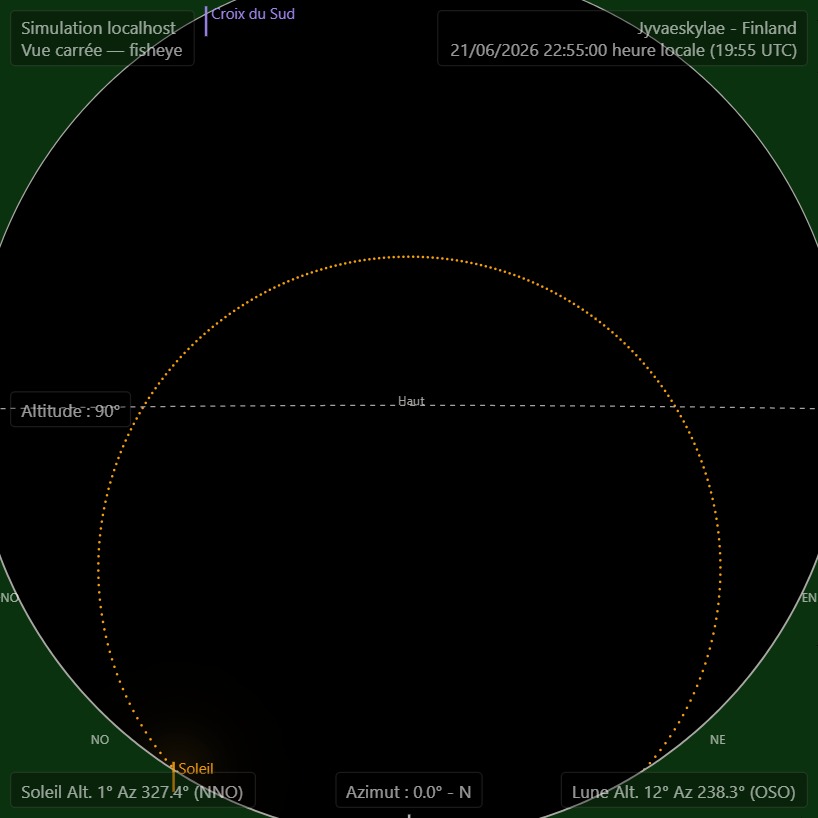 Croix du Sud
Simulation localhost
Vue carrée — fisheye
Jyvaeskylae - Finland
21/06/2026 22:55:00 heure locale (19:55 UTC)
Haut
Altitude : 90°
NO
EN
NO
NE
Soleil
Soleil Alt. 1° Az 327.4° (NNO)
Azimut : 0.0° - N
Lune Alt. 12° Az 238.3° (OSO)